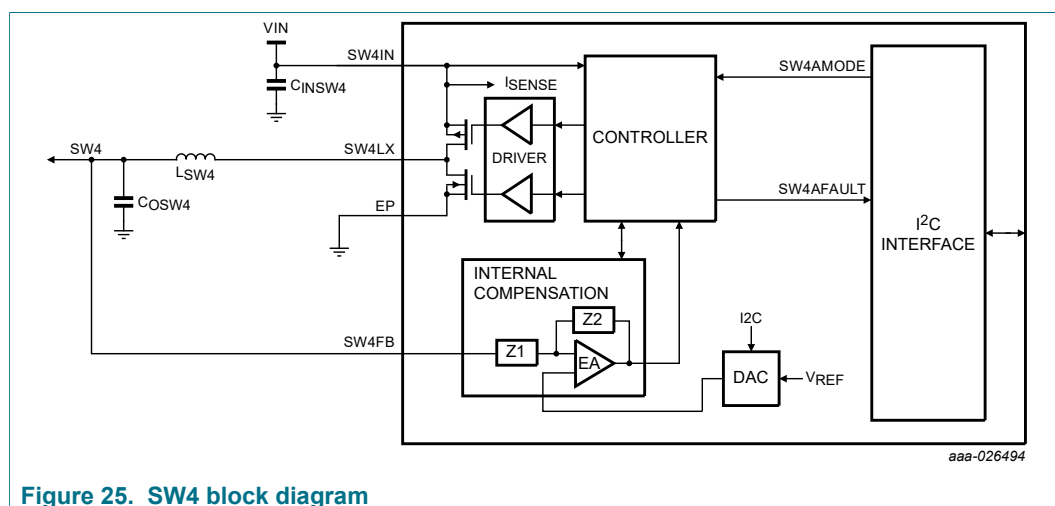 VIN
SW4IN
CINSW4
ISENSE
SW4AMODE
CONTROLLER
DRIVER
SW4
LSW4
SW4LX
COSW4
EP
SW4AFAULT
I2C
INTERFACE
INTERNAL
COMPENSATION
Z2
SW4FB
Z1
EA
I2C
DAC
VREF
aaa-026494
Figure 25. SW4 block diagram